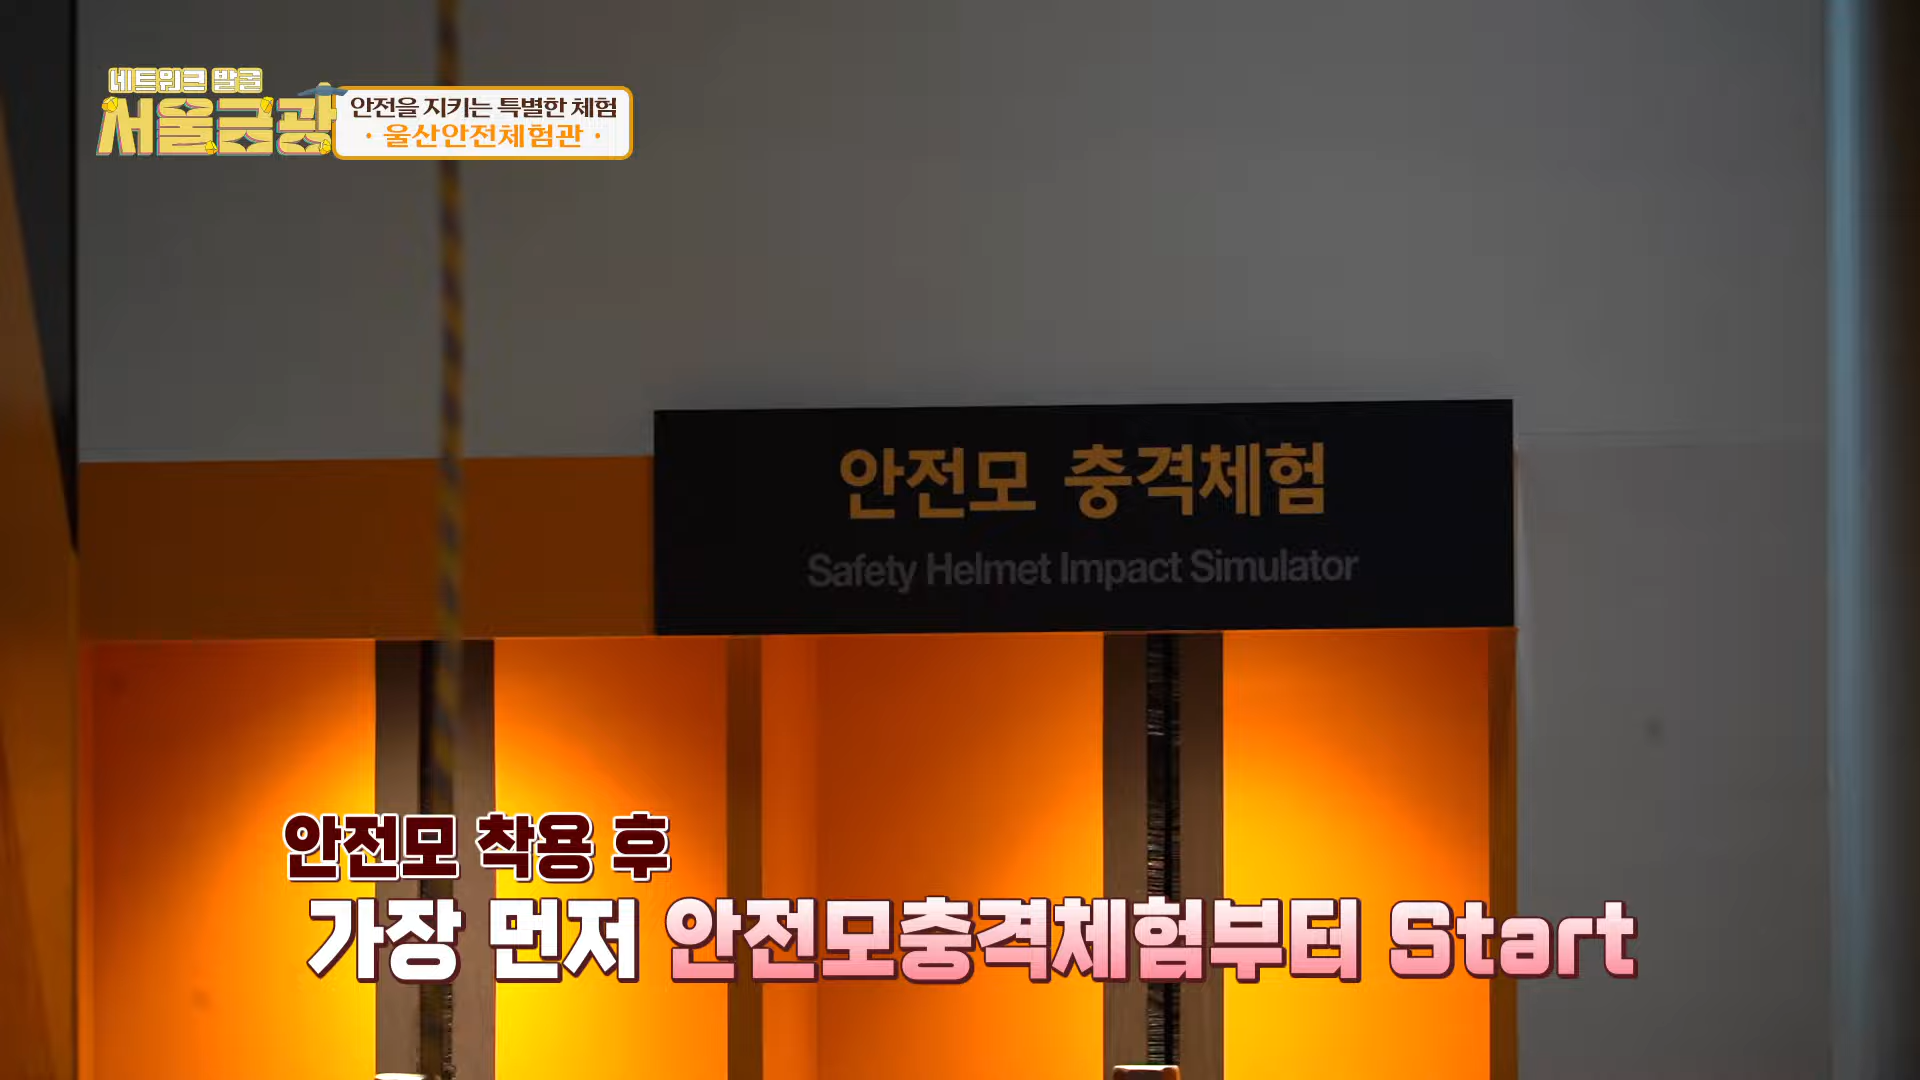 네트워크 발굴
서울금광
안전을 지키는 특별한 체험
· 울산안전체험관 ·
안전모 충격체험
Safety Helmet Impact Simulator
안전모 착용 후
가장 먼저 안전모충격체험부터 Start